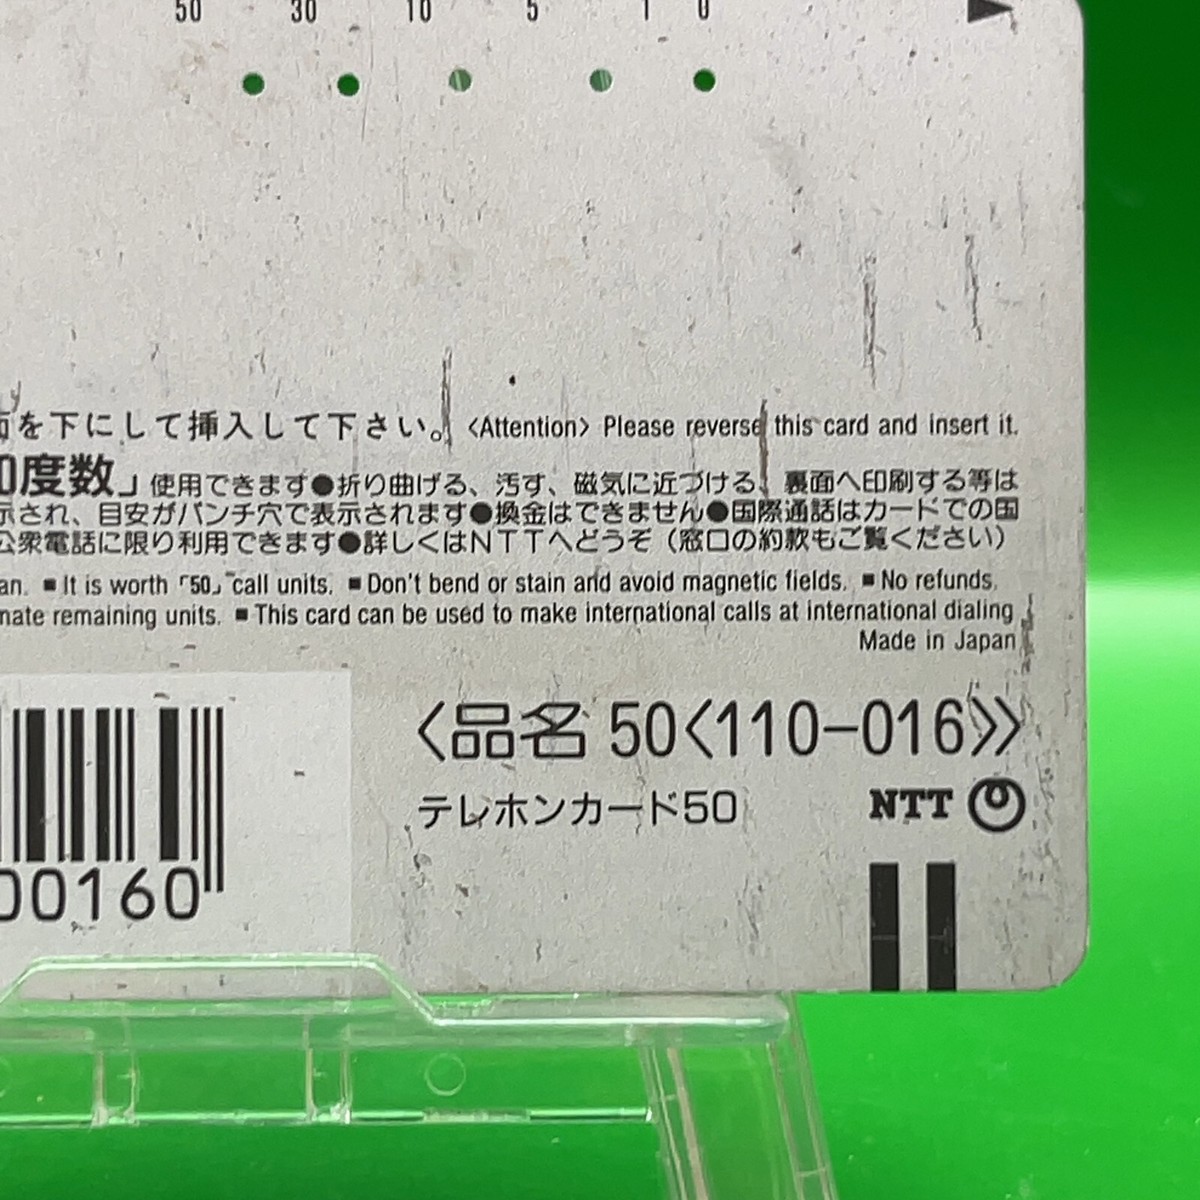 50 30 10 5 1 0
を下にして挿入して下さい。 <Attention> Please reverse this card and insert it.
0度数」使用できます●折り曲げる、汚す、磁気に近づける、裏面へ印刷する等は
示され、目安がパンチ穴で表示されます●換金はできません●国際通話はカードでの国
公衆電話に限り利用できます●詳しくはNTTへどうぞ（窓口の約款もご覧ください）
an. ■ It is worth 「50」 call units. ■ Don't bend or stain and avoid magnetic fields. ■ No refunds.
mate remaining units. ■ This card can be used to make international calls at international dialing
Made in Japan
<品名 50<110-016>>
テレホンカード50
NTT
00160